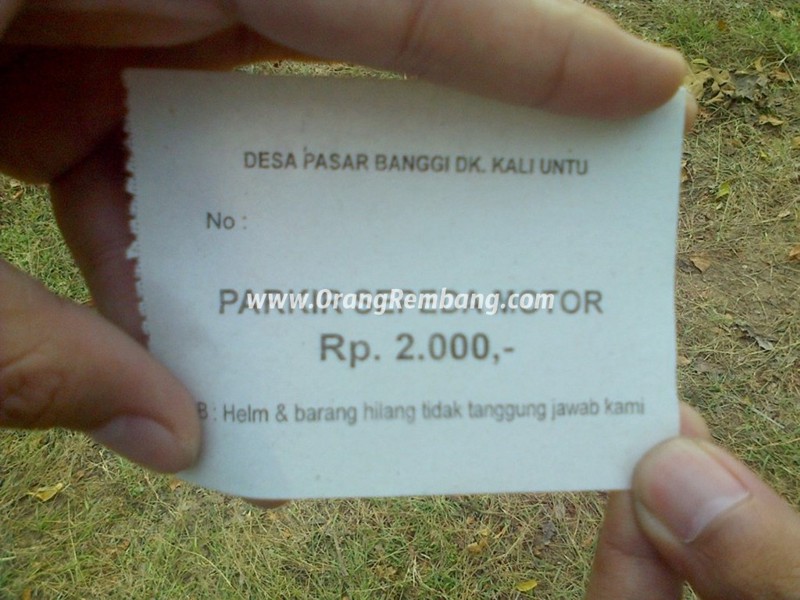 DESA PASAR BANGGI DK. KALI UNTU
No :
PARKIR SEPEDA MOTOR
www.OrangRembang.com
Rp. 2.000,-
B : Helm & barang hilang tidak tanggung jawab kami